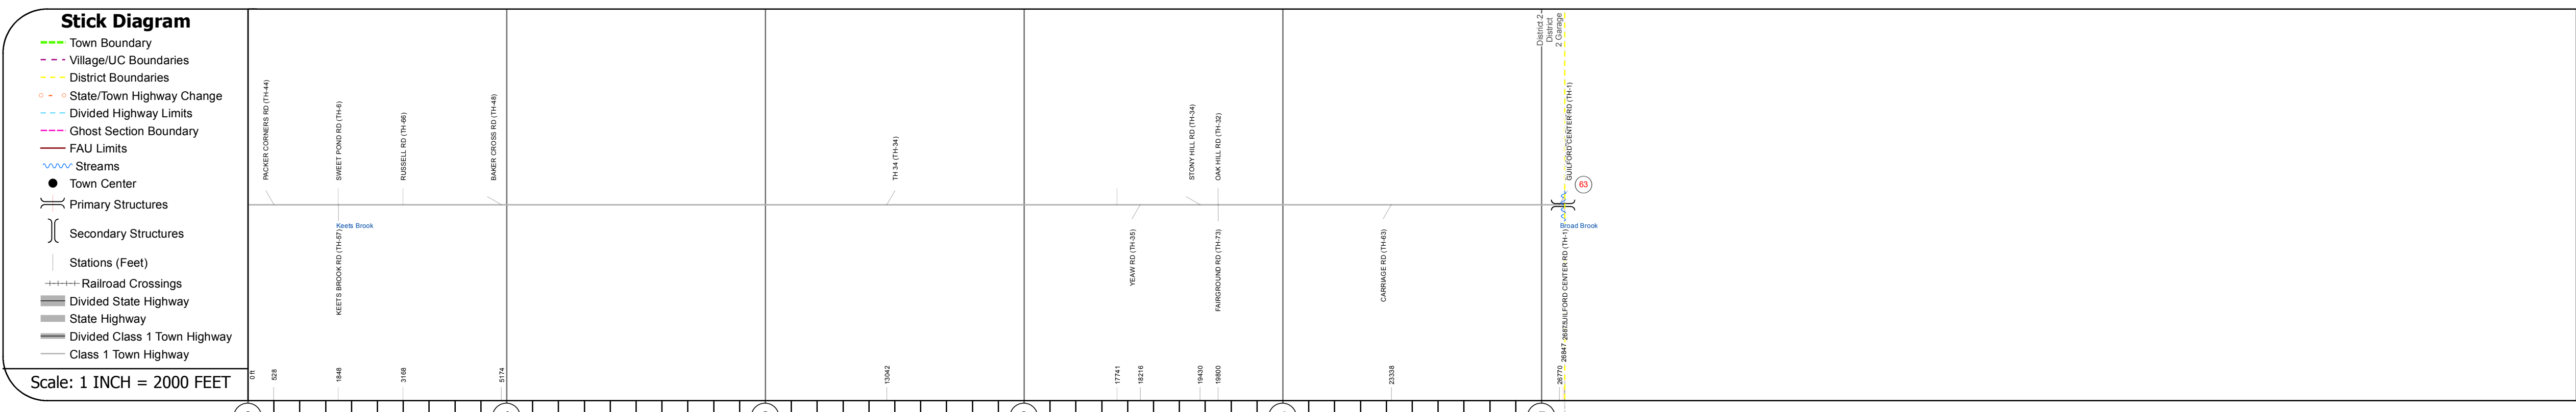 Stick Diagram
Town Boundary
Village/UC Boundaries
District Boundaries
State/Town Highway Change
Divided Highway Limits
Ghost Section Boundary
FAU Limits
Streams
Town Center
Primary Structures
Secondary Structures
Stations (Feet)
Railroad Crossings
Divided State Highway
State Highway
Divided Class 1 Town Highway
Class 1 Town Highway
Scale: 1 INCH = 2000 FEET
PACKER CORNERS RD (TH-44)
SWEET POND RD (TH-6)
RUSSELL RD (TH-66)
BAKER CROSS RD (TH-48)
TH 34 (TH-34)
STONY HILL RD (TH-34)
OAK HILL RD (TH-32)
District 2
District
2 Garage
GUILFORD CENTER RD (TH-1)
63
Keets Brook
KEETS BROOK RD (TH-57)
YEAW RD (TH-35)
FAIRGROUND RD (TH-73)
CARRIAGE RD (TH-63)
Broad Brook
GUILFORD CENTER RD (TH-1)
0 ft
528
1848
3168
5174
13042
17741
18216
19430
19800
23338
26770
26847
26875